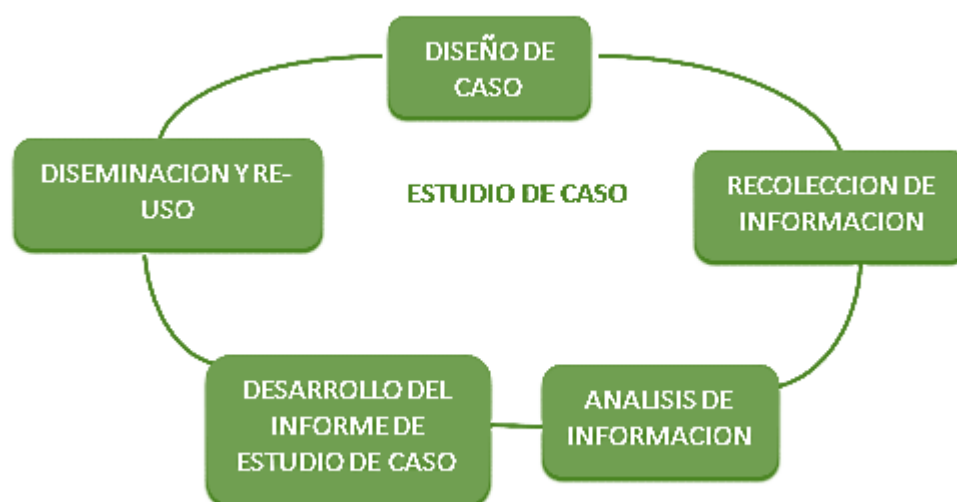 DISEÑO DE
CASO
DISEMINACION Y RE-
USO
ESTUDIO DE CASO
RECOLECCION DE
INFORMACION
DESARROLLO DEL
INFORME DE
ESTUDIO DE CASO
ANALISIS DE
INFORMACION